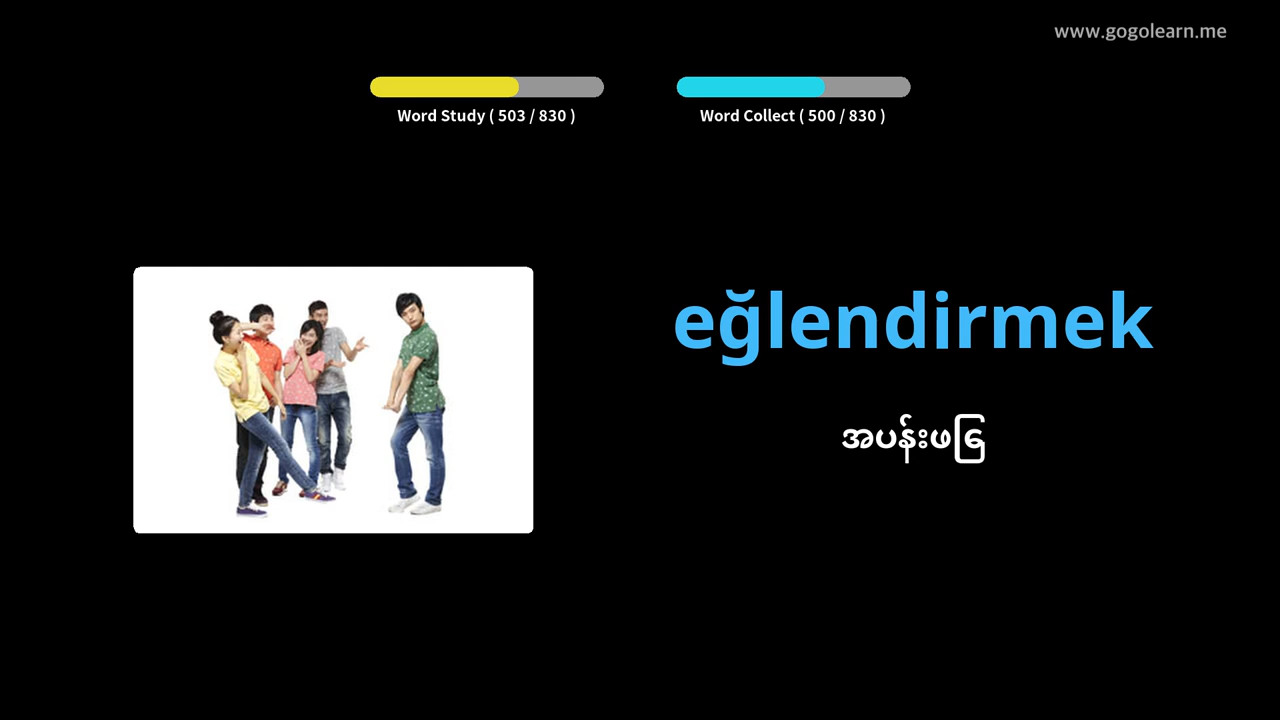 www.gogolearn.me
Word Study ( 503 / 830 )
Word Collect ( 500 / 830 )
eğlendirmek
အပန်းဖြေ